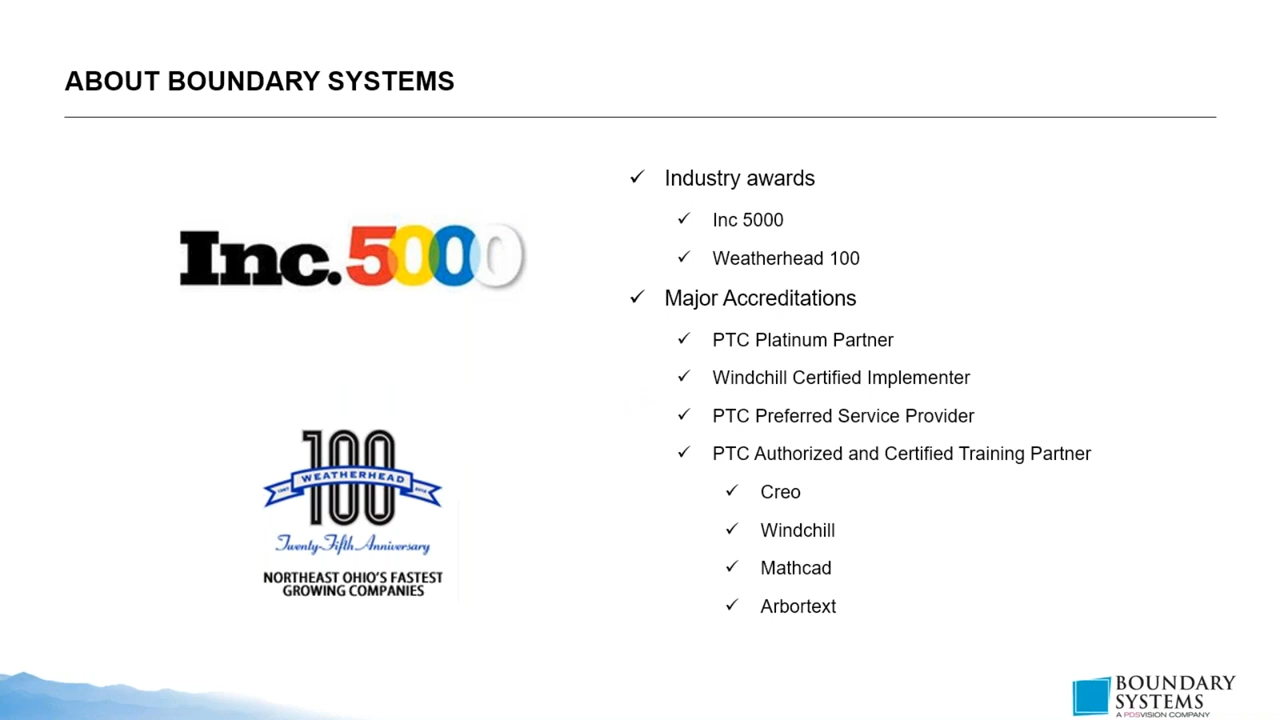 ABOUT BOUNDARY SYSTEMS
Inc.5000
100
WEATHERHEAD
Twenty-Fifth Anniversary
NORTHEAST OHIO'S FASTEST
GROWING COMPANIES
✓ Industry awards
✓ Inc 5000
✓ Weatherhead 100
✓ Major Accreditations
✓ PTC Platinum Partner
✓ Windchill Certified Implementer
✓ PTC Preferred Service Provider
✓ PTC Authorized and Certified Training Partner
✓ Creo
✓ Windchill
✓ Mathcad
✓ Arbortext
BOUNDARY
SYSTEMS
A PDSVISION COMPANY